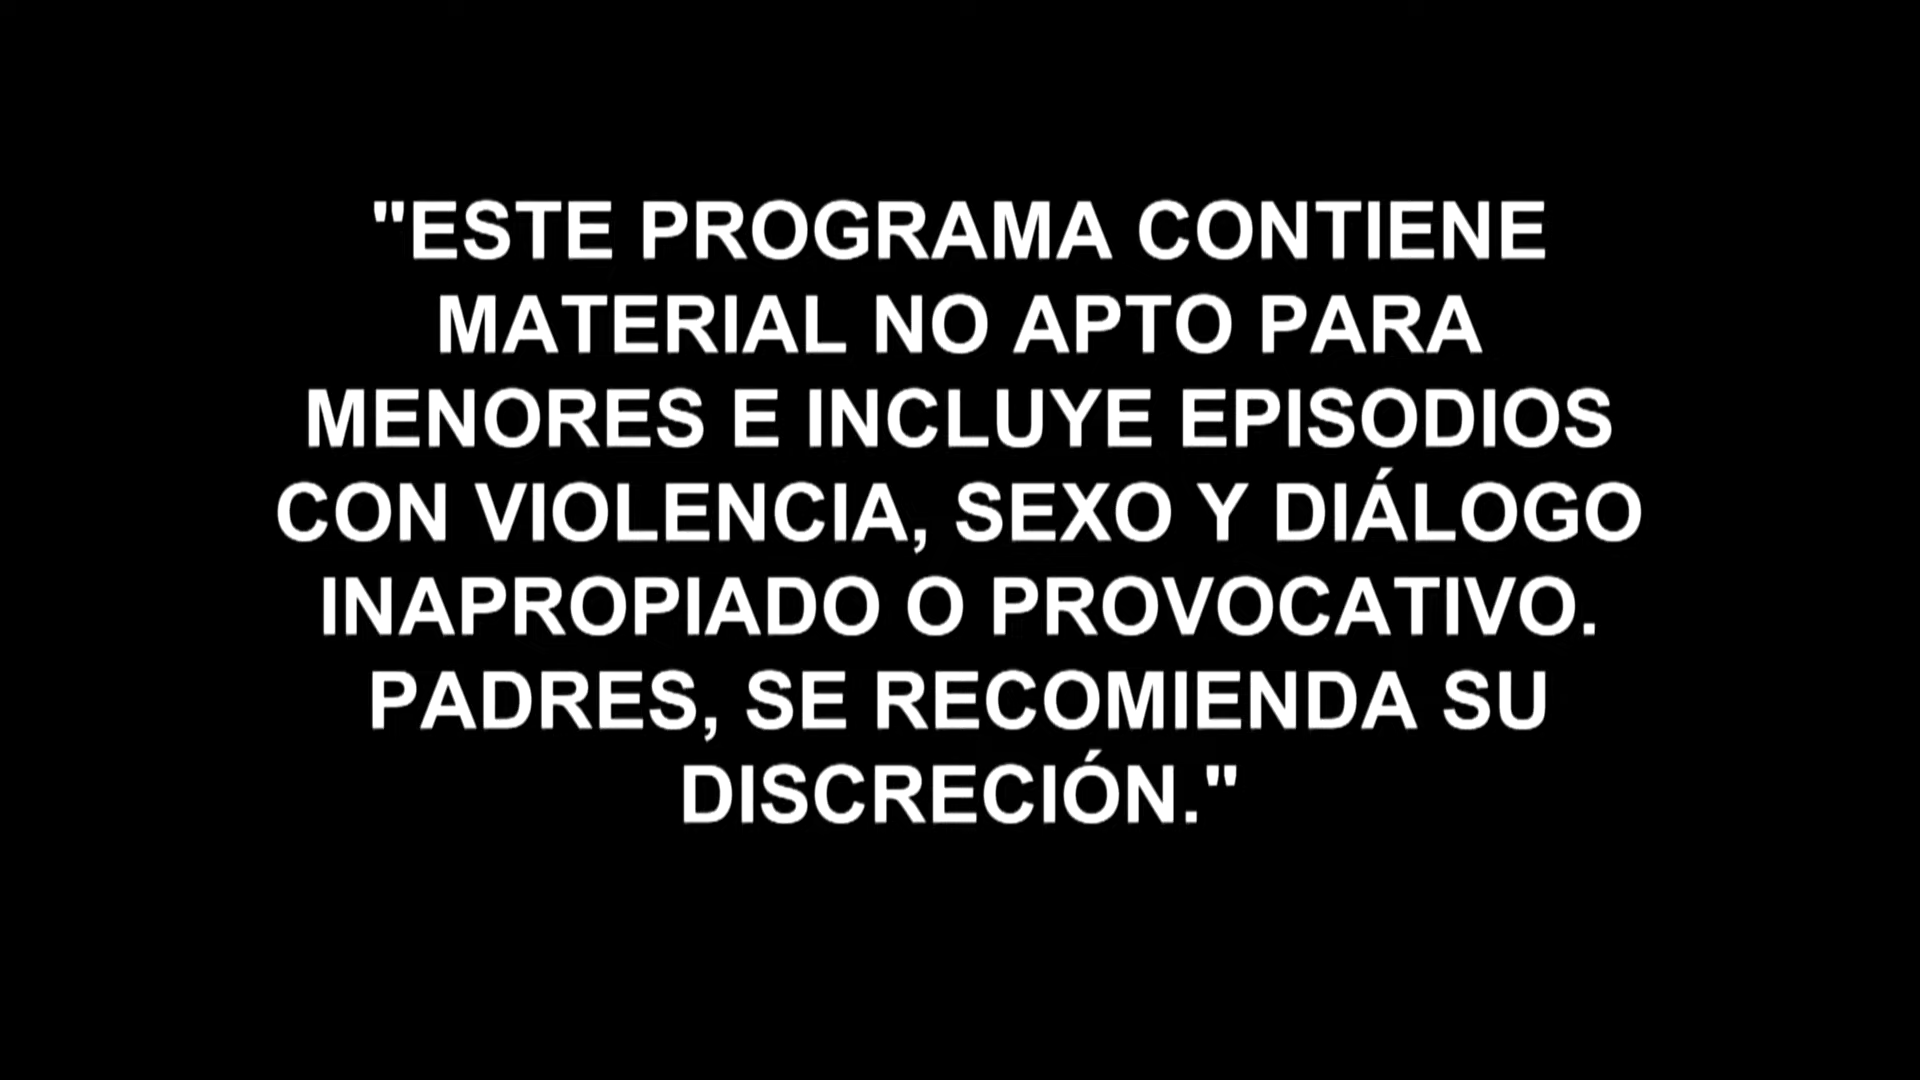 "ESTE PROGRAMA CONTIENE
MATERIAL NO APTO PARA
MENORES E INCLUYE EPISODIOS
CON VIOLENCIA, SEXO Y DIÁLOGO
INAPROPIADO O PROVOCATIVO.
PADRES, SE RECOMIENDA SU
DISCRECIÓN."